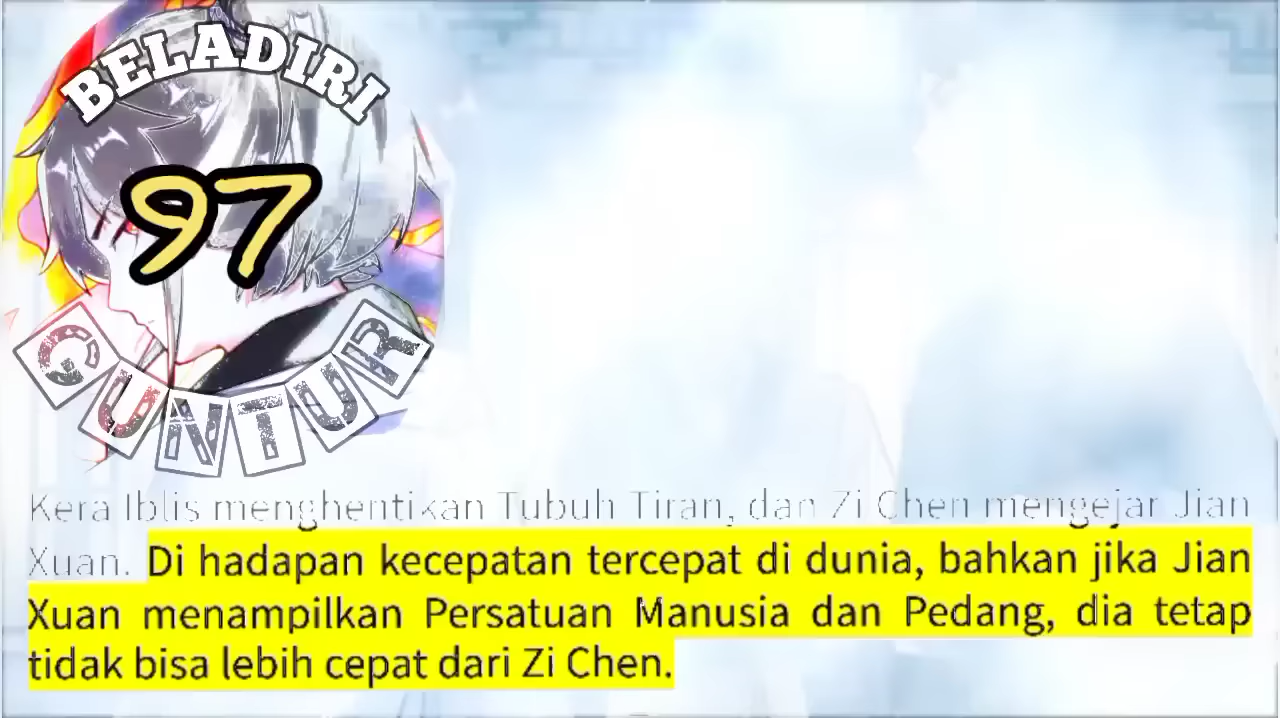 BELADIRI
97
GUNTUR
Kera Iblis menghentikan Tubuh Tiran, dan Zi Chen mengejar Jian
Xuan. Di hadapan kecepatan tercepat di dunia, bahkan jika Jian
Xuan menampilkan Persatuan Manusia dan Pedang, dia tetap
tidak bisa lebih cepat dari Zi Chen.